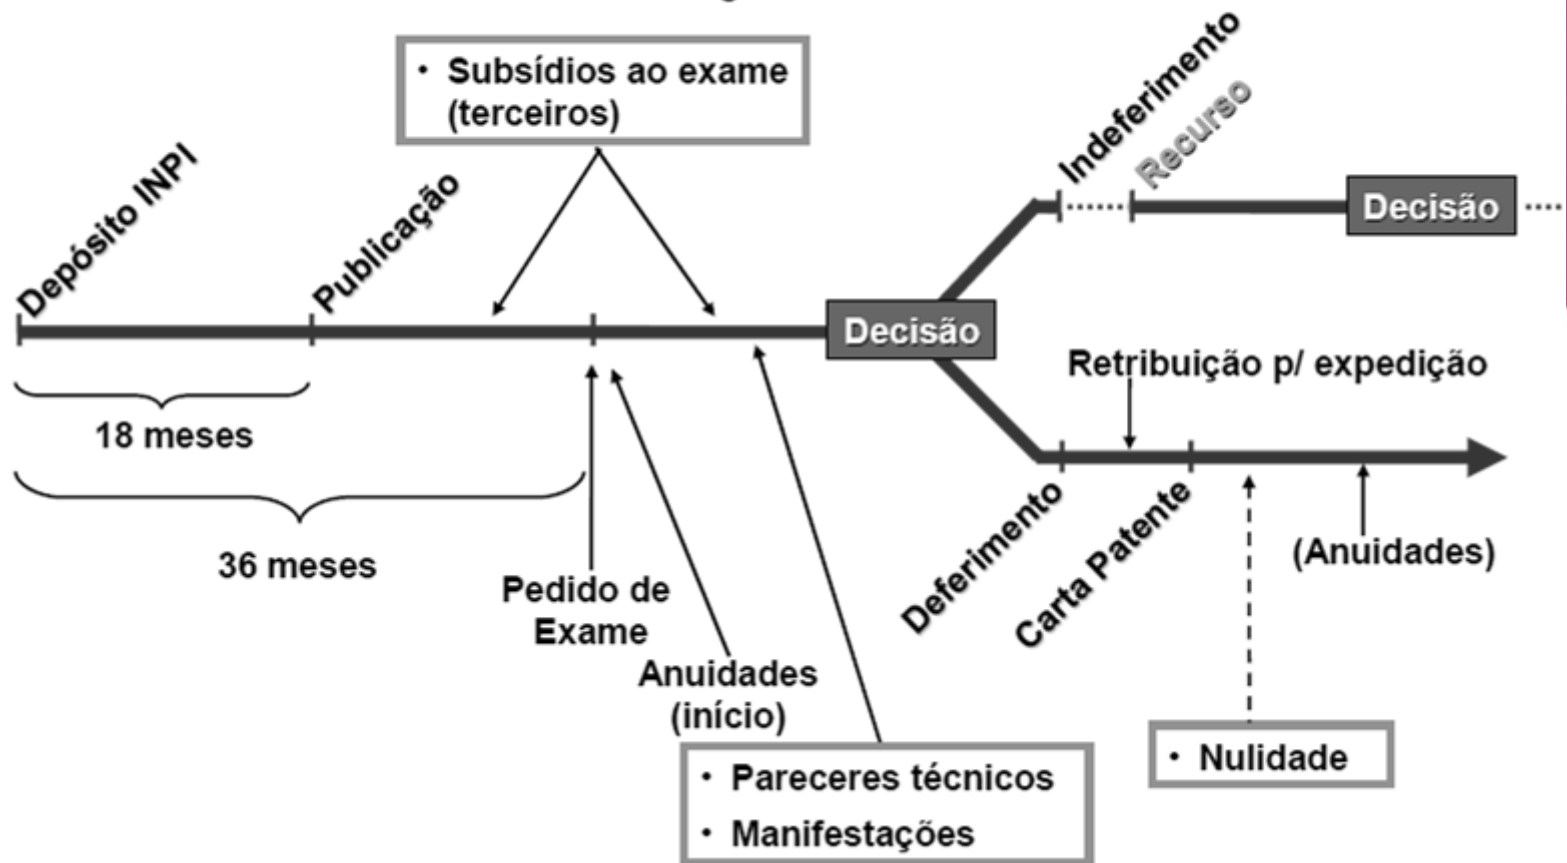 • Subsídios ao exame
(terceiros)
Depósito INPI
Publicação
Indeferimento
Recurso
Decisão
Decisão
18 meses
36 meses
Pedido de
Exame
Anuidades
(início)
• Pareceres técnicos
• Manifestações
Retribuição p/ expedição
Deferimento
Carta Patente
(Anuidades)
• Nulidade